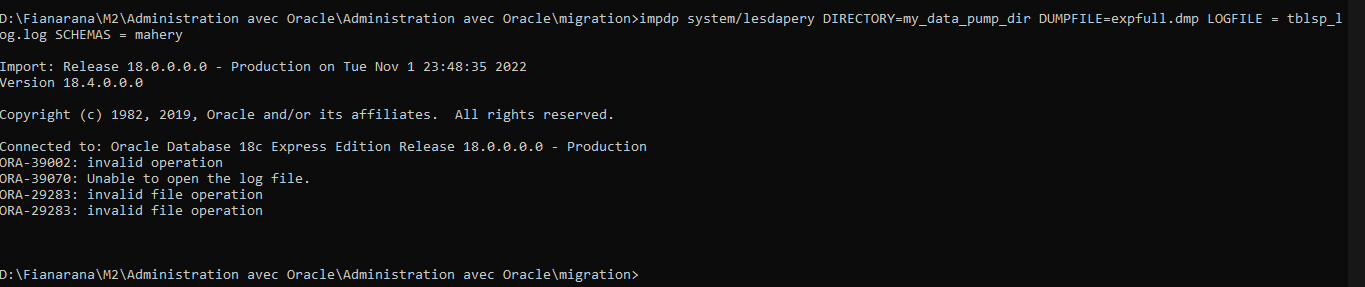 D:\Fianarana\M2\Administration avec Oracle\Administration avec Oracle\migration>impdp system/lesdapery DIRECTORY=my_data_pump_dir DUMPFILE=expfull.dmp LOGFILE = tblsp_l
og.log SCHEMAS = mahery
Import: Release 18.0.0.0.0 - Production on Tue Nov 1 23:48:35 2022
Version 18.4.0.0.0
Copyright (c) 1982, 2019, Oracle and/or its affiliates.  All rights reserved.
Connected to: Oracle Database 18c Express Edition Release 18.0.0.0.0 - Production
ORA-39002: invalid operation
ORA-39070: Unable to open the log file.
ORA-29283: invalid file operation
ORA-29283: invalid file operation
D:\Fianarana\M2\Administration avec Oracle\Administration avec Oracle\migration>